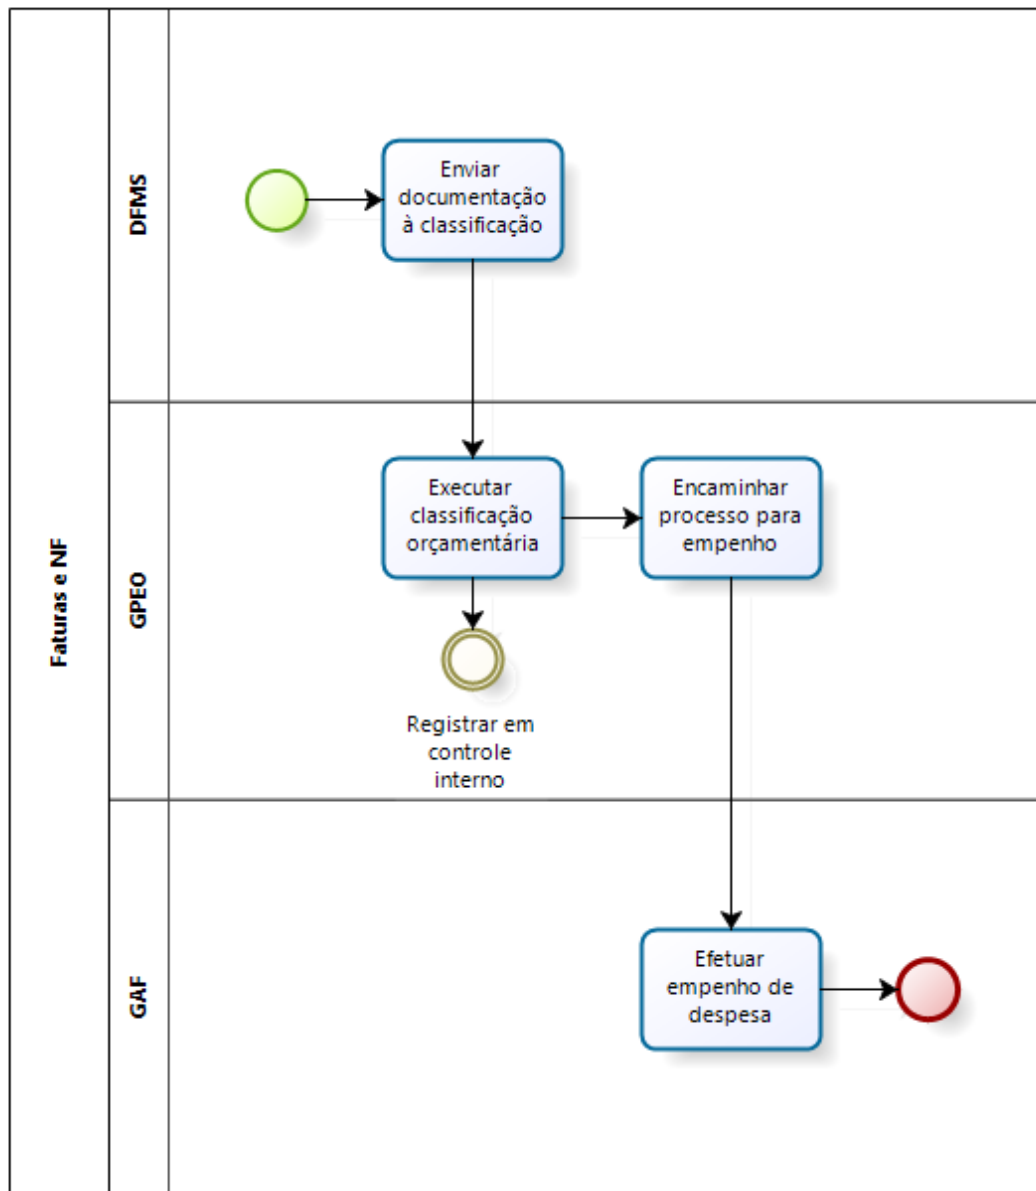 Faturas e NF
DFMS
Enviar
documentação
à classificação
GPEO
Executar
classificação
orçamentária
Encaminhar
processo para
empenho
Registrar em
controle
interno
GAF
Efetuar
empenho de
despesa